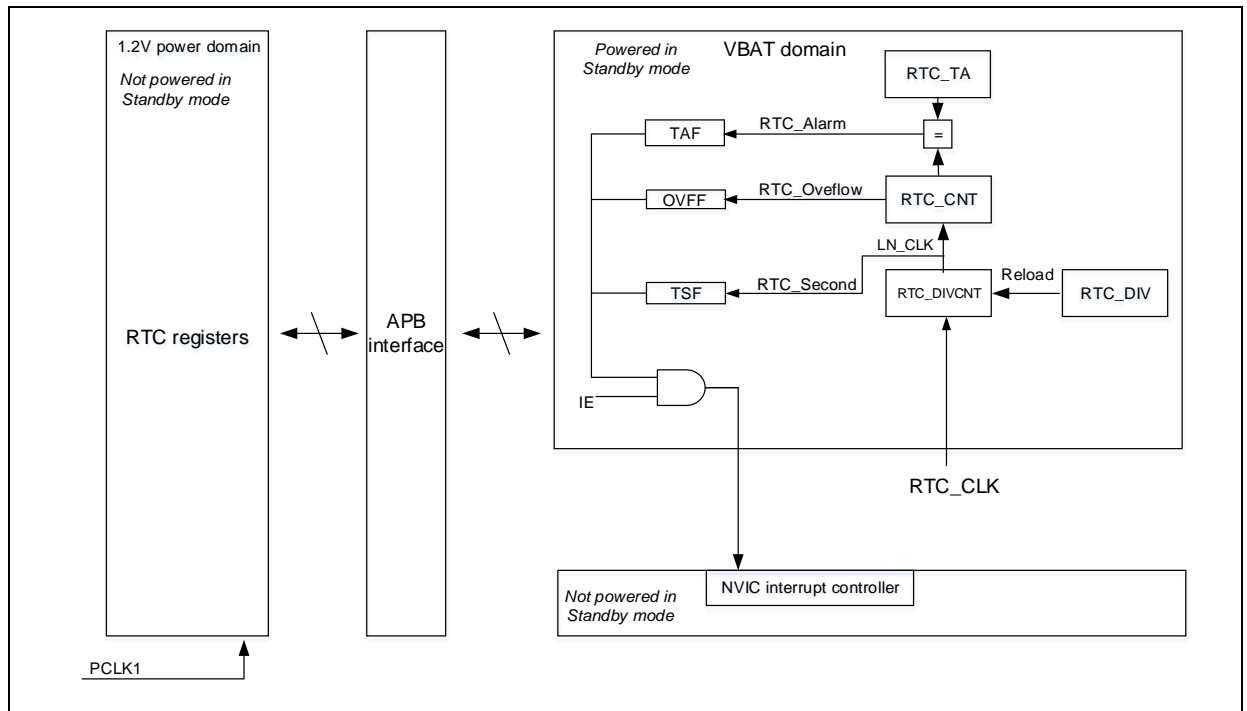 1.2V power domain
Not powered in
Standby mode
RTC registers
PCLK1
APB
interface
Powered in
Standby mode
VBAT domain
RTC_TA
TAF
RTC_Alarm
=
OVFF
RTC_Oveflow
RTC_CNT
LN_CLK
TSF
RTC_Second
RTC_DIVCNT
Reload
RTC_DIV
IE
RTC_CLK
NVIC interrupt controller
Not powered in
Standby mode